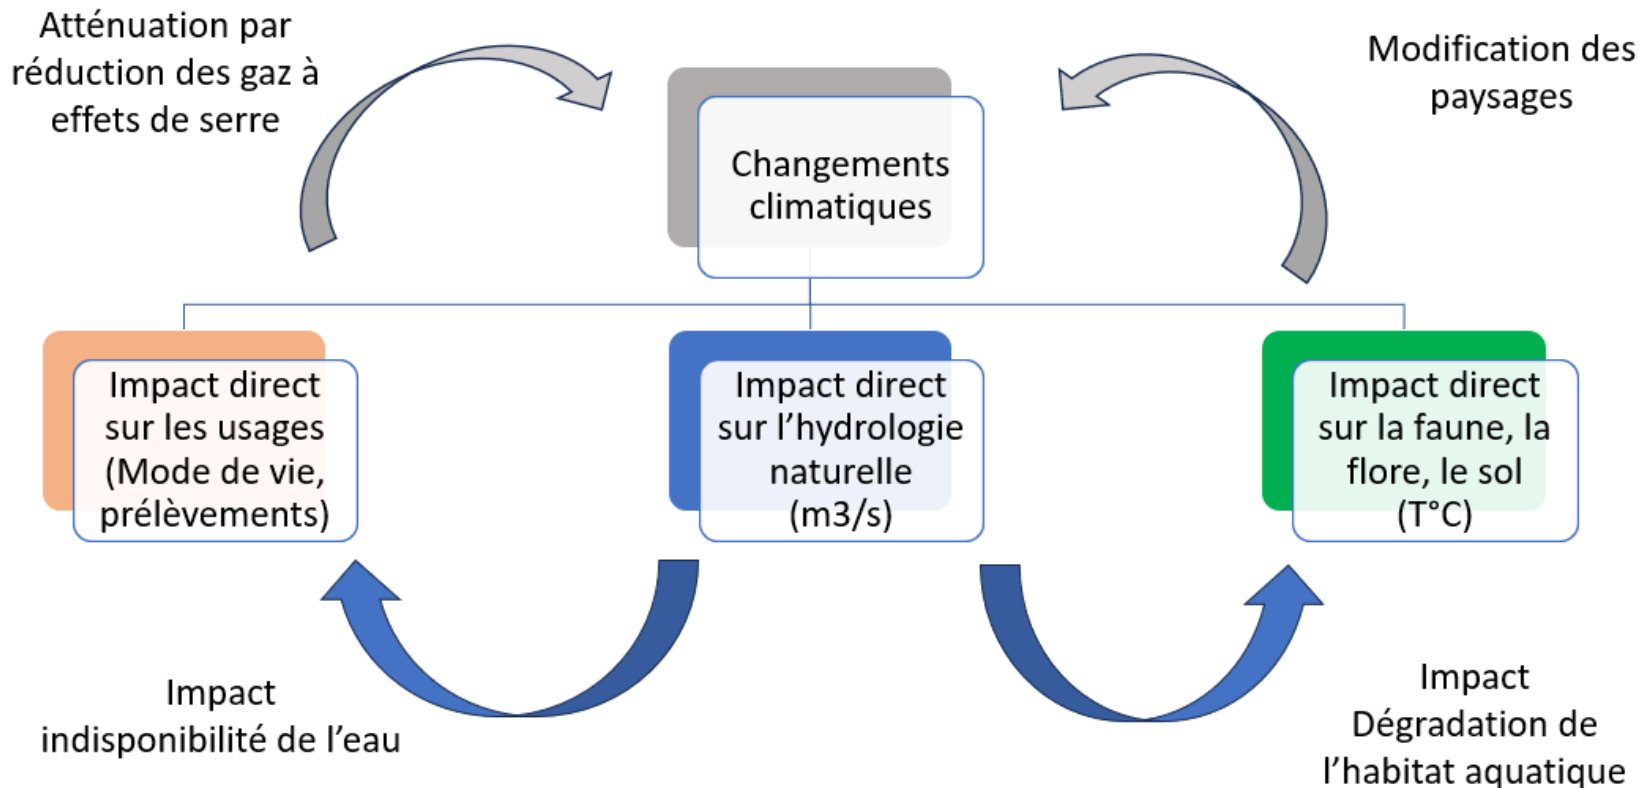 Atténuation par
réduction des gaz à
effets de serre
Modification des
paysages
Changements
climatiques
Impact direct
sur les usages
(Mode de vie,
prélèvements)
Impact direct
sur l’hydrologie
naturelle
(m3/s)
Impact direct
sur la faune, la
flore, le sol
(T°C)
Impact
indisponibilité de l’eau
Impact
Dégradation de
l’habitat aquatique